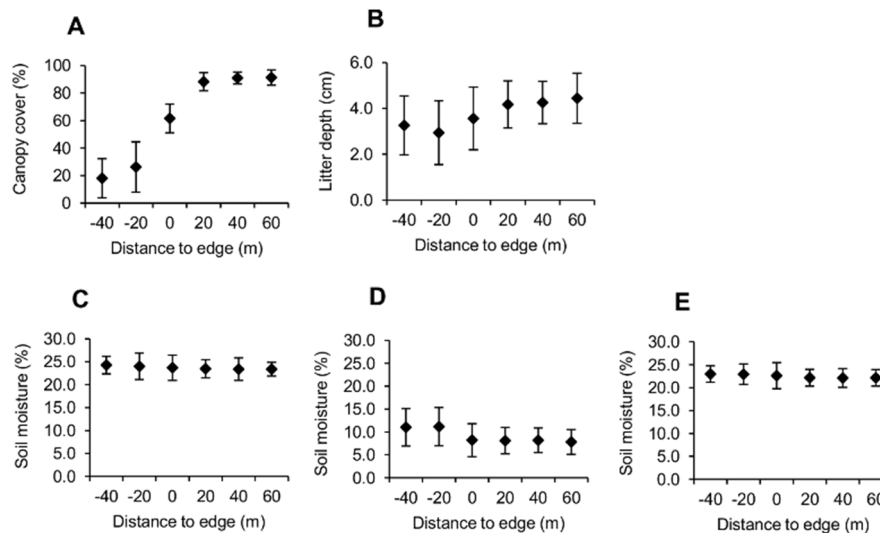 A
Canopy cover (%)
100
80
60
40
20
0
-40 -20 0 20 40 60
Distance to edge (m)
B
Litter depth (cm)
6.0
4.0
2.0
0.0
-40 -20 0 20 40 60
Distance to edge (m)
C
Soil moisture (%)
30.0
25.0
20.0
15.0
10.0
5.0
0.0
-40 -20 0 20 40 60
Distance to edge (m)
D
Soil moisture (%)
30.0
25.0
20.0
15.0
10.0
5.0
0.0
-40 -20 0 20 40 60
Distance to edge (m)
E
Soil moisture (%)
30.0
25.0
20.0
15.0
10.0
5.0
0.0
-40 -20 0 20 40 60
Distance to edge (m)